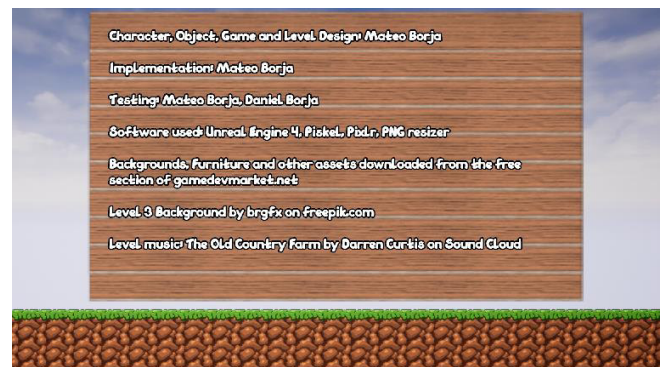 Character, Object, Game and Level Design: Mateo Borja
Implementation: Mateo Borja
Testing: Mateo Borja, Daniel Borja
Software used: Unreal Engine 4, Piskel, Pixlr, PNG resizer
Backgrounds, Furniture and other assets downloaded from the free
section of gamedevmarket.net
Level 3 Background by brgfx on freepik.com
Level music: The Old Country Farm by Darren Curtis on Sound Cloud